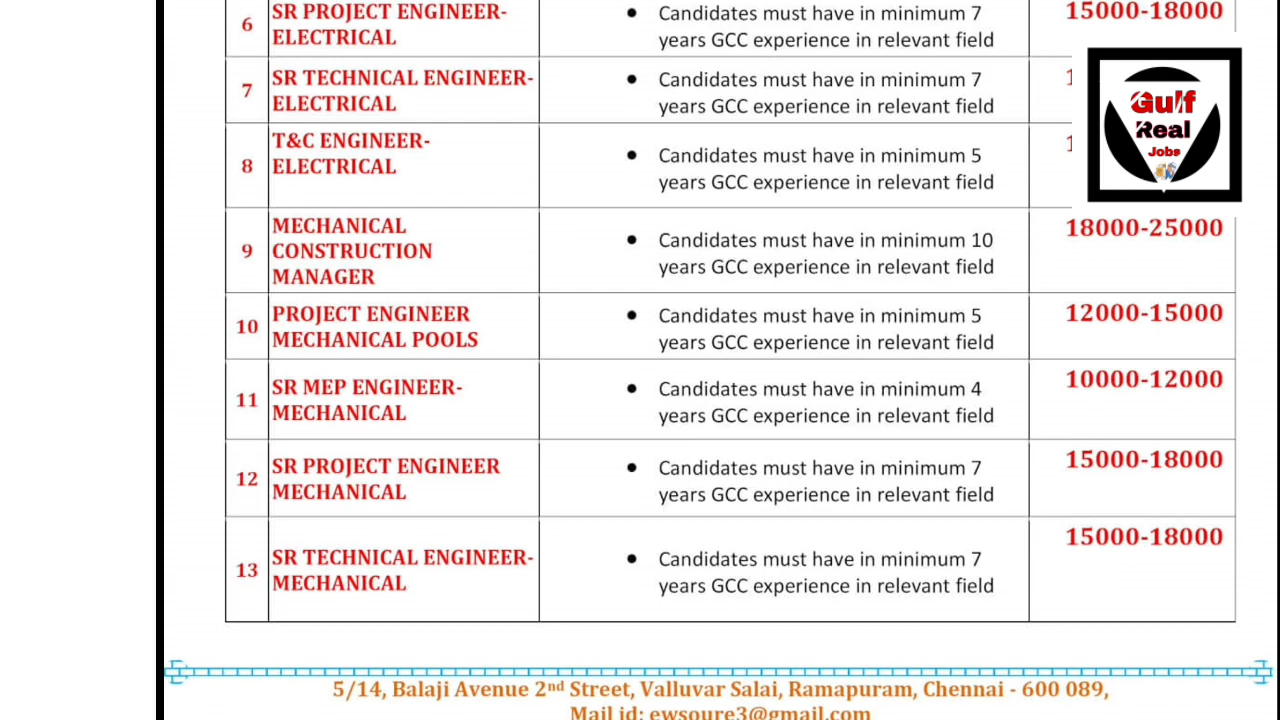 6
SR PROJECT ENGINEER-
ELECTRICAL
● Candidates must have in minimum 7
years GCC experience in relevant field
15000-18000
7
SR TECHNICAL ENGINEER-
ELECTRICAL
● Candidates must have in minimum 7
years GCC experience in relevant field
8
T&C ENGINEER-
ELECTRICAL
● Candidates must have in minimum 5
years GCC experience in relevant field
Gulf
Real
Jobs
9
MECHANICAL
CONSTRUCTION
MANAGER
● Candidates must have in minimum 10
years GCC experience in relevant field
18000-25000
10
PROJECT ENGINEER
MECHANICAL POOLS
● Candidates must have in minimum 5
years GCC experience in relevant field
12000-15000
11
SR MEP ENGINEER-
MECHANICAL
● Candidates must have in minimum 4
years GCC experience in relevant field
10000-12000
12
SR PROJECT ENGINEER
MECHANICAL
● Candidates must have in minimum 7
years GCC experience in relevant field
15000-18000
13
SR TECHNICAL ENGINEER-
MECHANICAL
● Candidates must have in minimum 7
years GCC experience in relevant field
15000-18000
5/14, Balaji Avenue 2nd Street, Valluvar Salai, Ramapuram, Chennai - 600 089,
Mail id: ewsoure3@gmail.com